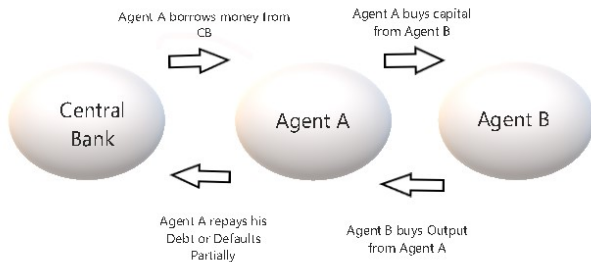 Agent A borrows money from
CB
Agent A buys capital
from Agent B
Central
Bank
Agent A
Agent B
Agent A repays his
Debt or Defaults
Partially
Agent B buys Output
from Agent A